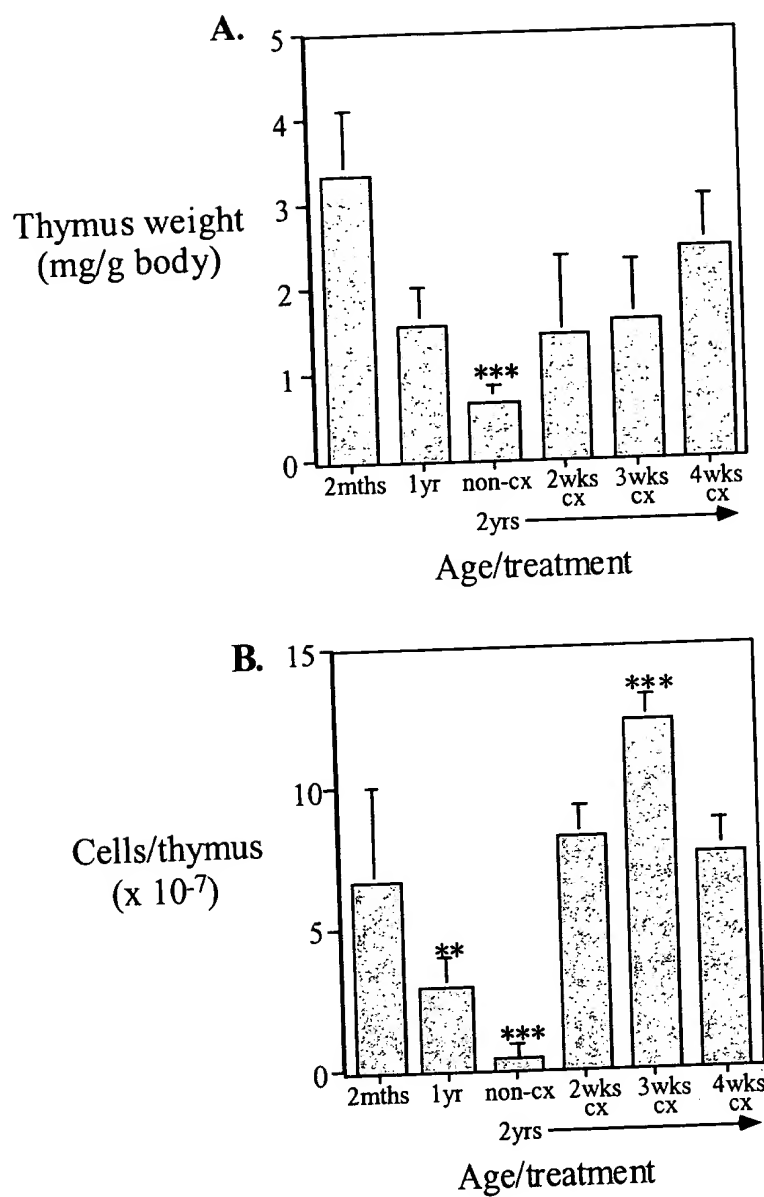 A.
5
4
3
2
1
0
Thymus weight
(mg/g body)
***
2mths 1yr non-cx 2wks cx 3wks cx 4wks cx
2yrs
Age/treatment
B.
15
10
5
0
Cells/thymus
(x 10-7)
**
***
***
2mths 1yr non-cx 2wks cx 3wks cx 4wks cx
2yrs
Age/treatment